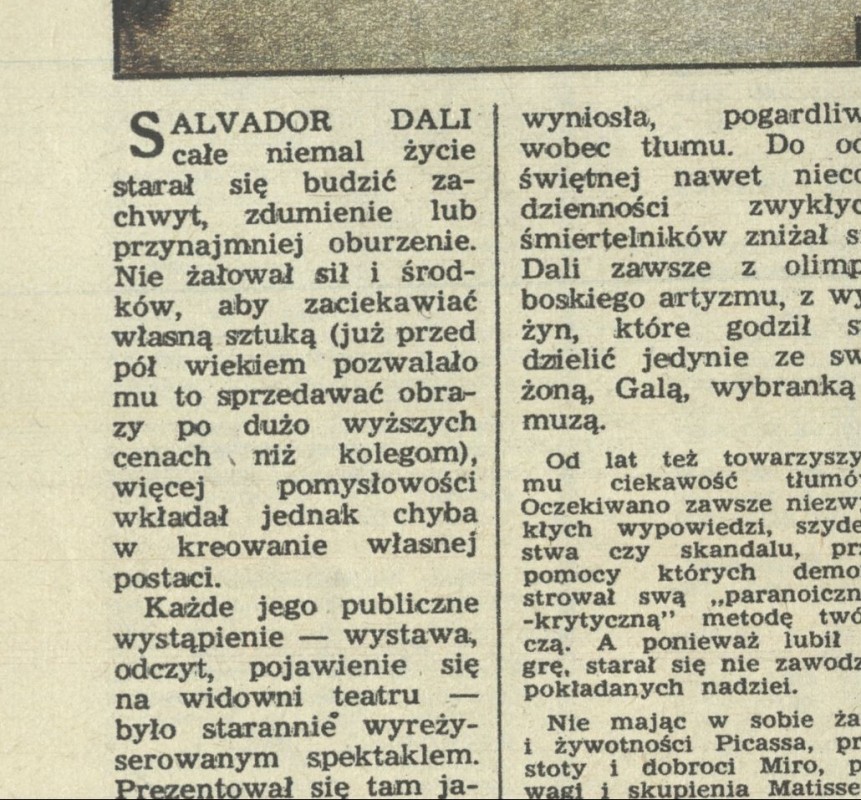 SALVADOR DALI
całe niemal życie
starał się budzić za-
chwyt, zdumienie lub
przynajmniej oburzenie.
Nie żałował sił i środ-
ków, aby zaciekawiać
własną sztuką (już przed
pół wiekiem pozwalało
mu to sprzedawać obra-
zy po dużo wyższych
cenach niż kolegom),
więcej pomysłowości
wkładał jednak chyba
w kreowanie własnej
postaci.
Każde jego publiczne
wystąpienie — wystawa,
odczyt, pojawienie się
na widowni teatru —
było starannie wyreży-
serowanym spektaklem.
Prezentował się tam ja-
wyniosła, pogardliw
wobec tłumu. Do oc
świętnej nawet niecc
dzienności zwykłyc
śmiertelników zniżał s
Dali zawsze z olimp
boskiego artyzmu, z wy
żyn, które godził s
dzielić jedynie ze sw
żoną, Galą, wybranką
muzą.
Od lat też towarzyszy
mu ciekawość tłumó
Oczekiwano zawsze niezw
kłych wypowiedzi, szyde
stwa czy skandalu, prz
pomocy których demo
strował swą „paranoiczn
-krytyczną" metodę twó
czą. A ponieważ lubił
grę, starał się nie zawodz
pokładanych nadziei.
Nie mając w sobie ża
i żywotności Picassa, pr
stoty i dobroci Miro, p
wagi i skupienia Matisse